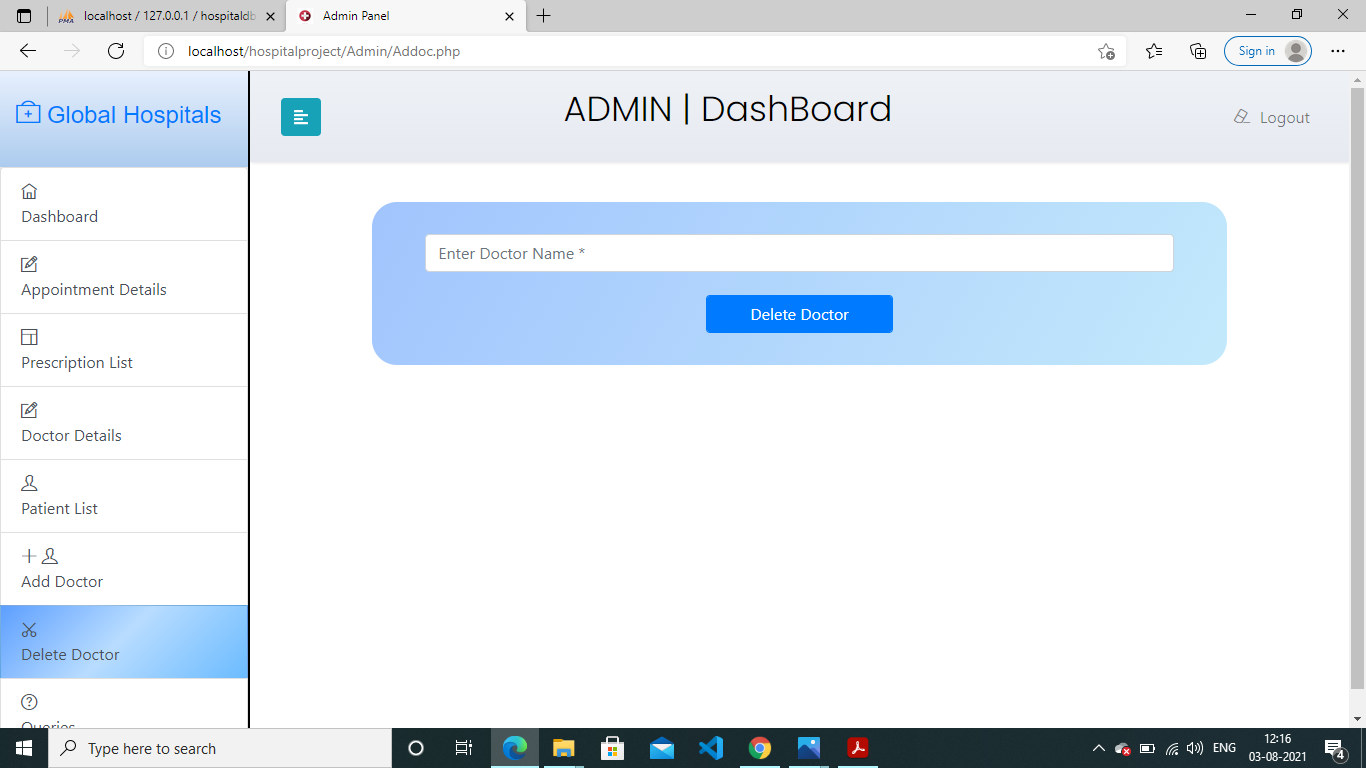 PMA
localhost / 127.0.0.1 / hospitaldb
Admin Panel
localhost/hospitalproject/Admin/Addoc.php
Sign in
Global Hospitals
ADMIN | DashBoard
Logout
Dashboard
Appointment Details
Prescription List
Doctor Details
Patient List
Add Doctor
Delete Doctor
Queries
Enter Doctor Name *
Delete Doctor
Type here to search
ENG
12:16
03-08-2021
4